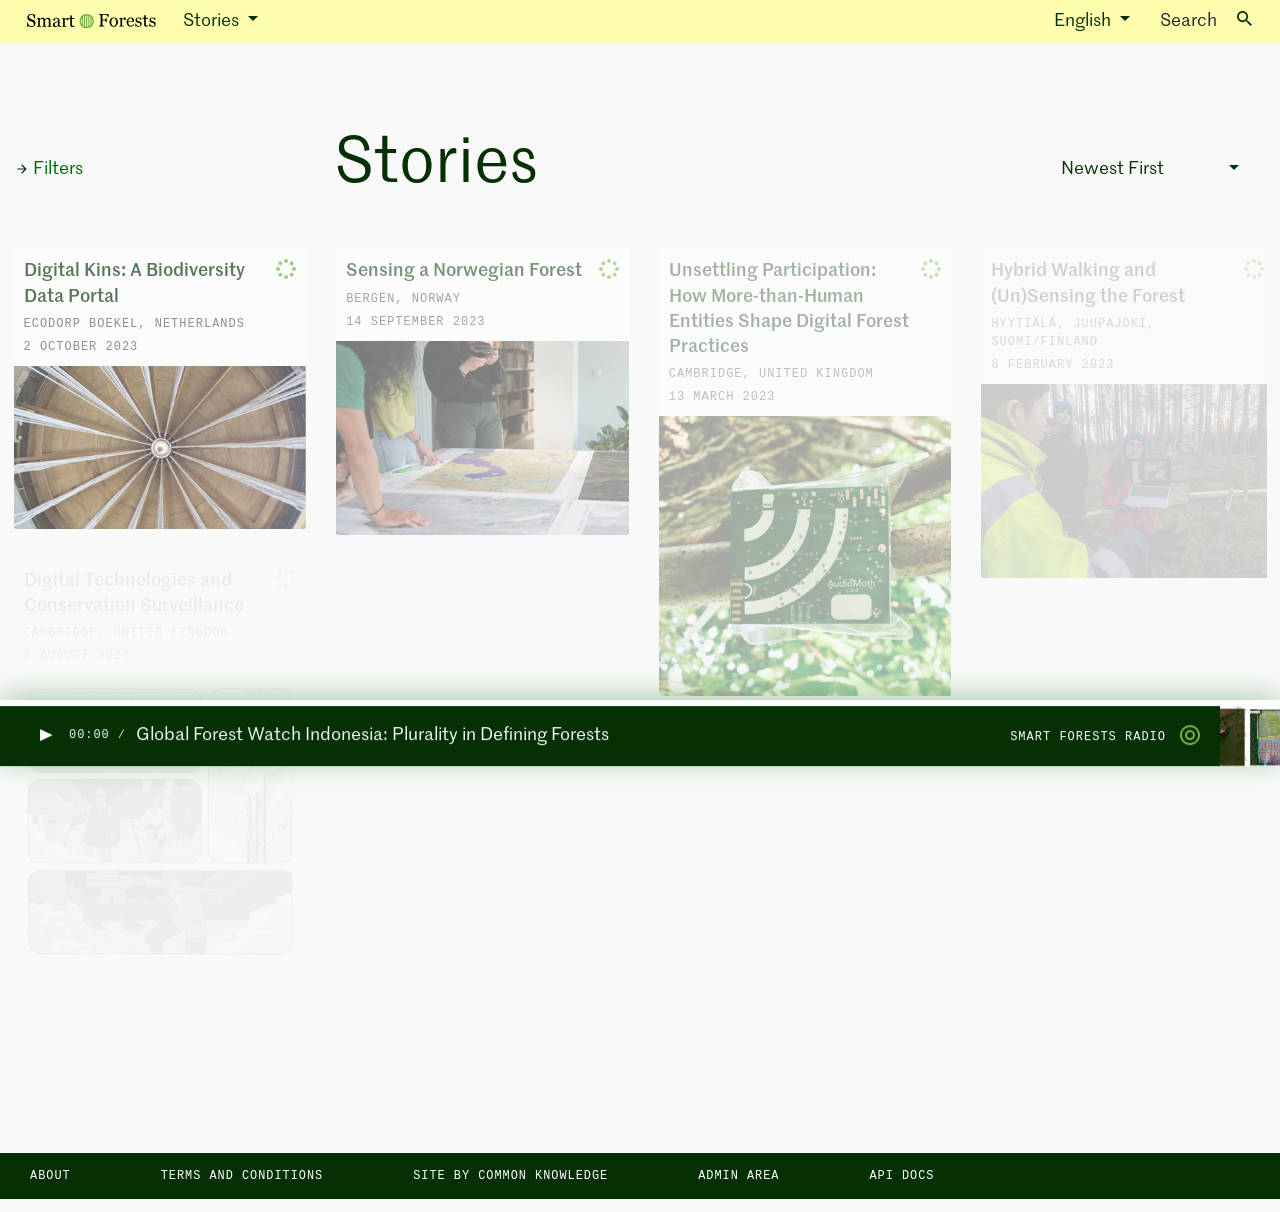 Smart Forests
Stories
English
Search
Filters
Stories
Newest First
Digital Kins: A Biodiversity
Data Portal
ECODORP BOEKEL, NETHERLANDS
2 OCTOBER 2023
Sensing a Norwegian Forest
BERGEN, NORWAY
14 SEPTEMBER 2023
Unsettling Participation:
How More-than-Human
Entities Shape Digital Forest
Practices
CAMBRIDGE, UNITED KINGDOM
13 MARCH 2023
AudioMoth
Hybrid Walking and
(Un)Sensing the Forest
HYYTIÄLÄ, JUUPAJOKI,
SUOMI/FINLAND
8 FEBRUARY 2023
Digital Technologies and
Conservation Surveillance
CAMBRIDGE, UNITED KINGDOM
8 AUGUST 2022
00:00 / Global Forest Watch Indonesia: Plurality in Defining Forests
SMART FORESTS RADIO
ABOUT
TERMS AND CONDITIONS
SITE BY COMMON KNOWLEDGE
ADMIN AREA
API DOCS